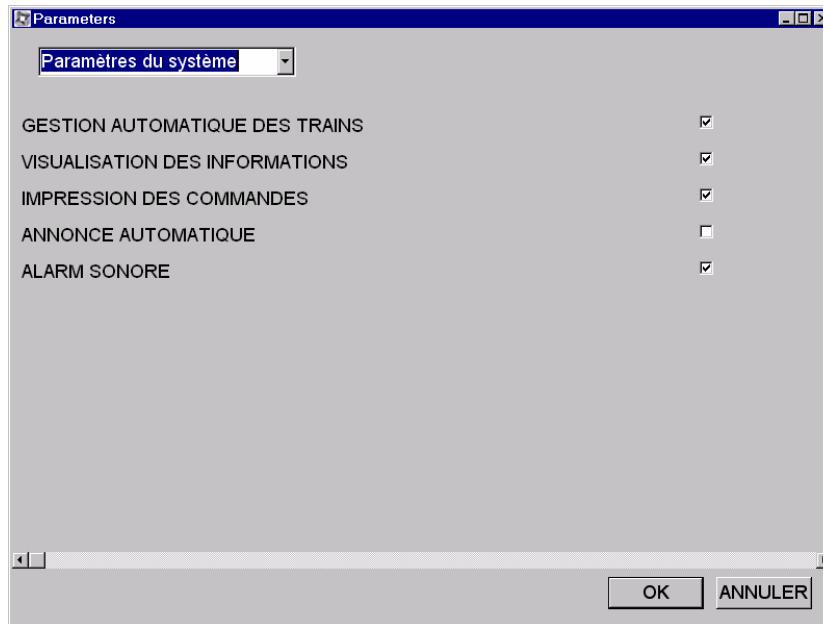 Parameters
Paramètres du système
GESTION AUTOMATIQUE DES TRAINS
VISUALISATION DES INFORMATIONS
IMPRESSION DES COMMANDES
ANNONCE AUTOMATIQUE
ALARM SONORE
OK ANNULER